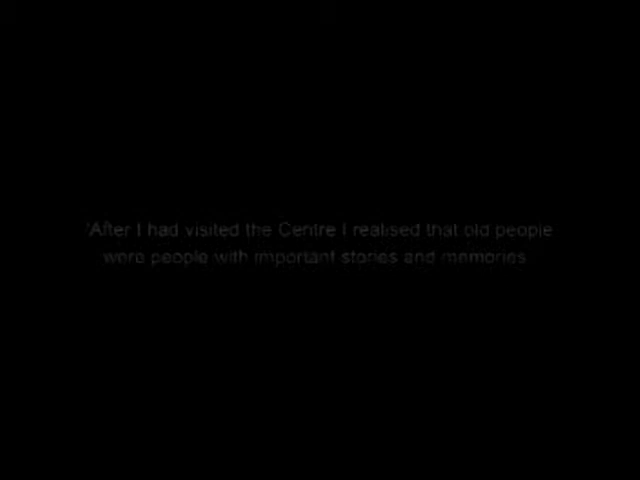 'After I had visited the Centre I realised that old people
were people with important stories and memories